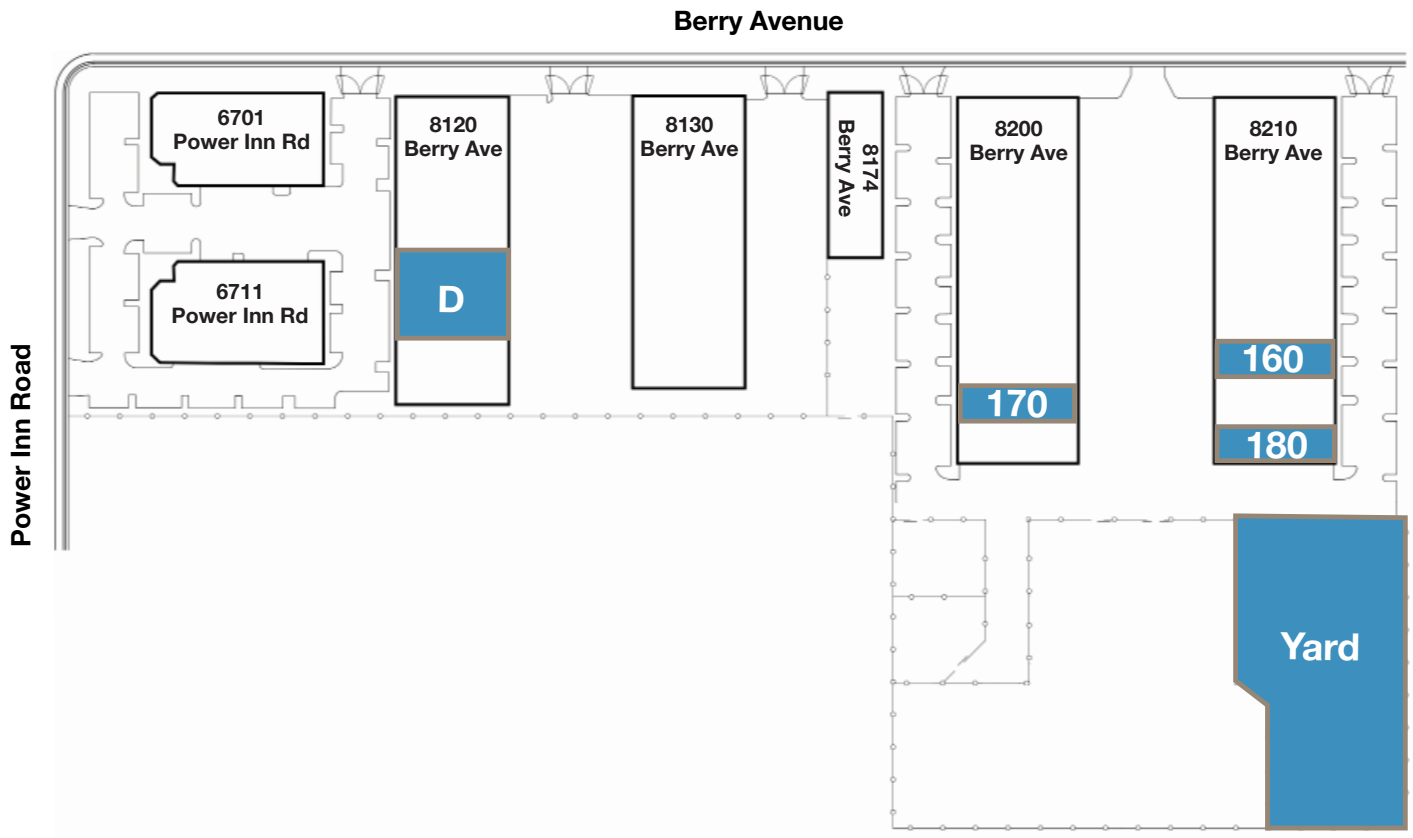 Berry Avenue
6701
Power Inn Rd
8120
Berry Ave
8130
Berry Ave
8174
Berry Ave
8200
Berry Ave
8210
Berry Ave
6711
Power Inn Rd
D
160
170
180
Power Inn Road
Yard